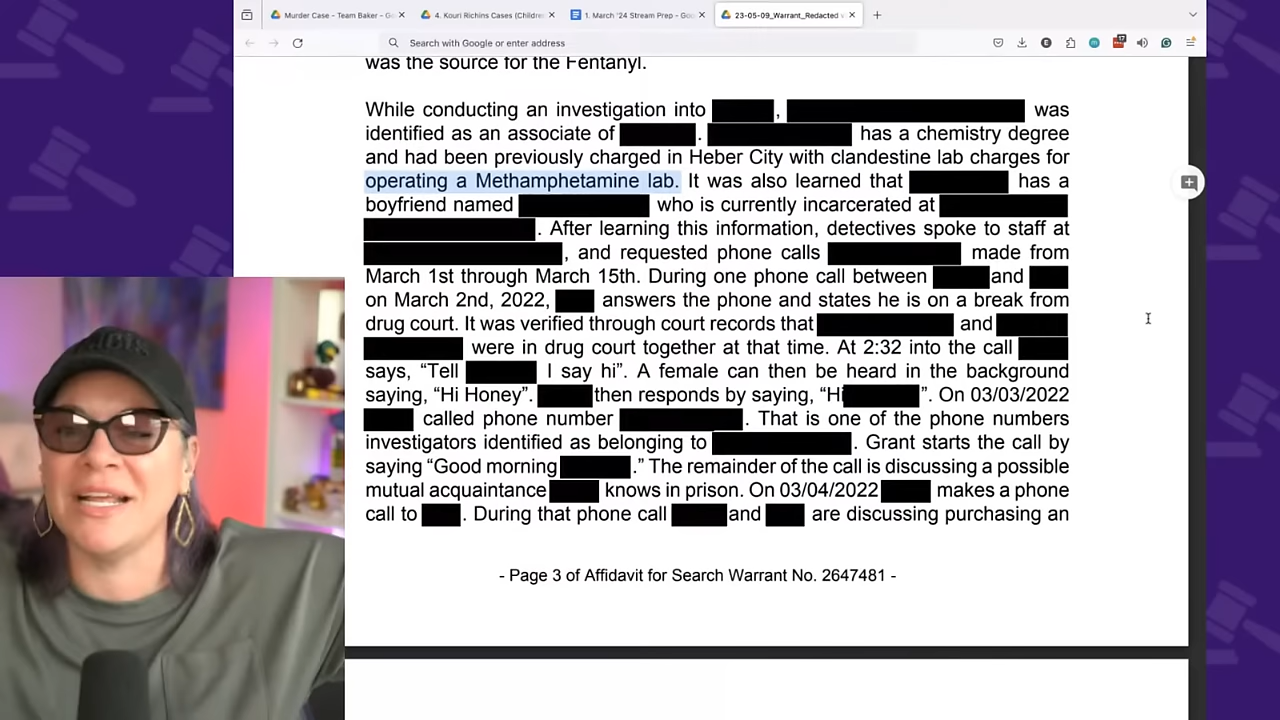 Murder Case - Team Baker - G
4. Kouri Richins Cases (Childre
1. March '24 Stream Prep - Goo
23-05-09_Warrant_Redacted
Search with Google or enter address
17
was the source for the Fentanyl.
While conducting an investigation into , was
identified as an associate of . has a chemistry degree
and had been previously charged in Heber City with clandestine lab charges for
operating a Methamphetamine lab. It was also learned that has a
boyfriend named who is currently incarcerated at
. After learning this information, detectives spoke to staff at
, and requested phone calls made from
March 1st through March 15th. During one phone call between and
on March 2nd, 2022, answers the phone and states he is on a break from
drug court. It was verified through court records that and
were in drug court together at that time. At 2:32 into the call
says, “Tell I say hi”. A female can then be heard in the background
saying, “Hi Honey”. then responds by saying, “Hi ”. On 03/03/2022
called phone number . That is one of the phone numbers
investigators identified as belonging to . Grant starts the call by
saying “Good morning .” The remainder of the call is discussing a possible
mutual acquaintance knows in prison. On 03/04/2022 makes a phone
call to . During that phone call and are discussing purchasing an
- Page 3 of Affidavit for Search Warrant No. 2647481 -